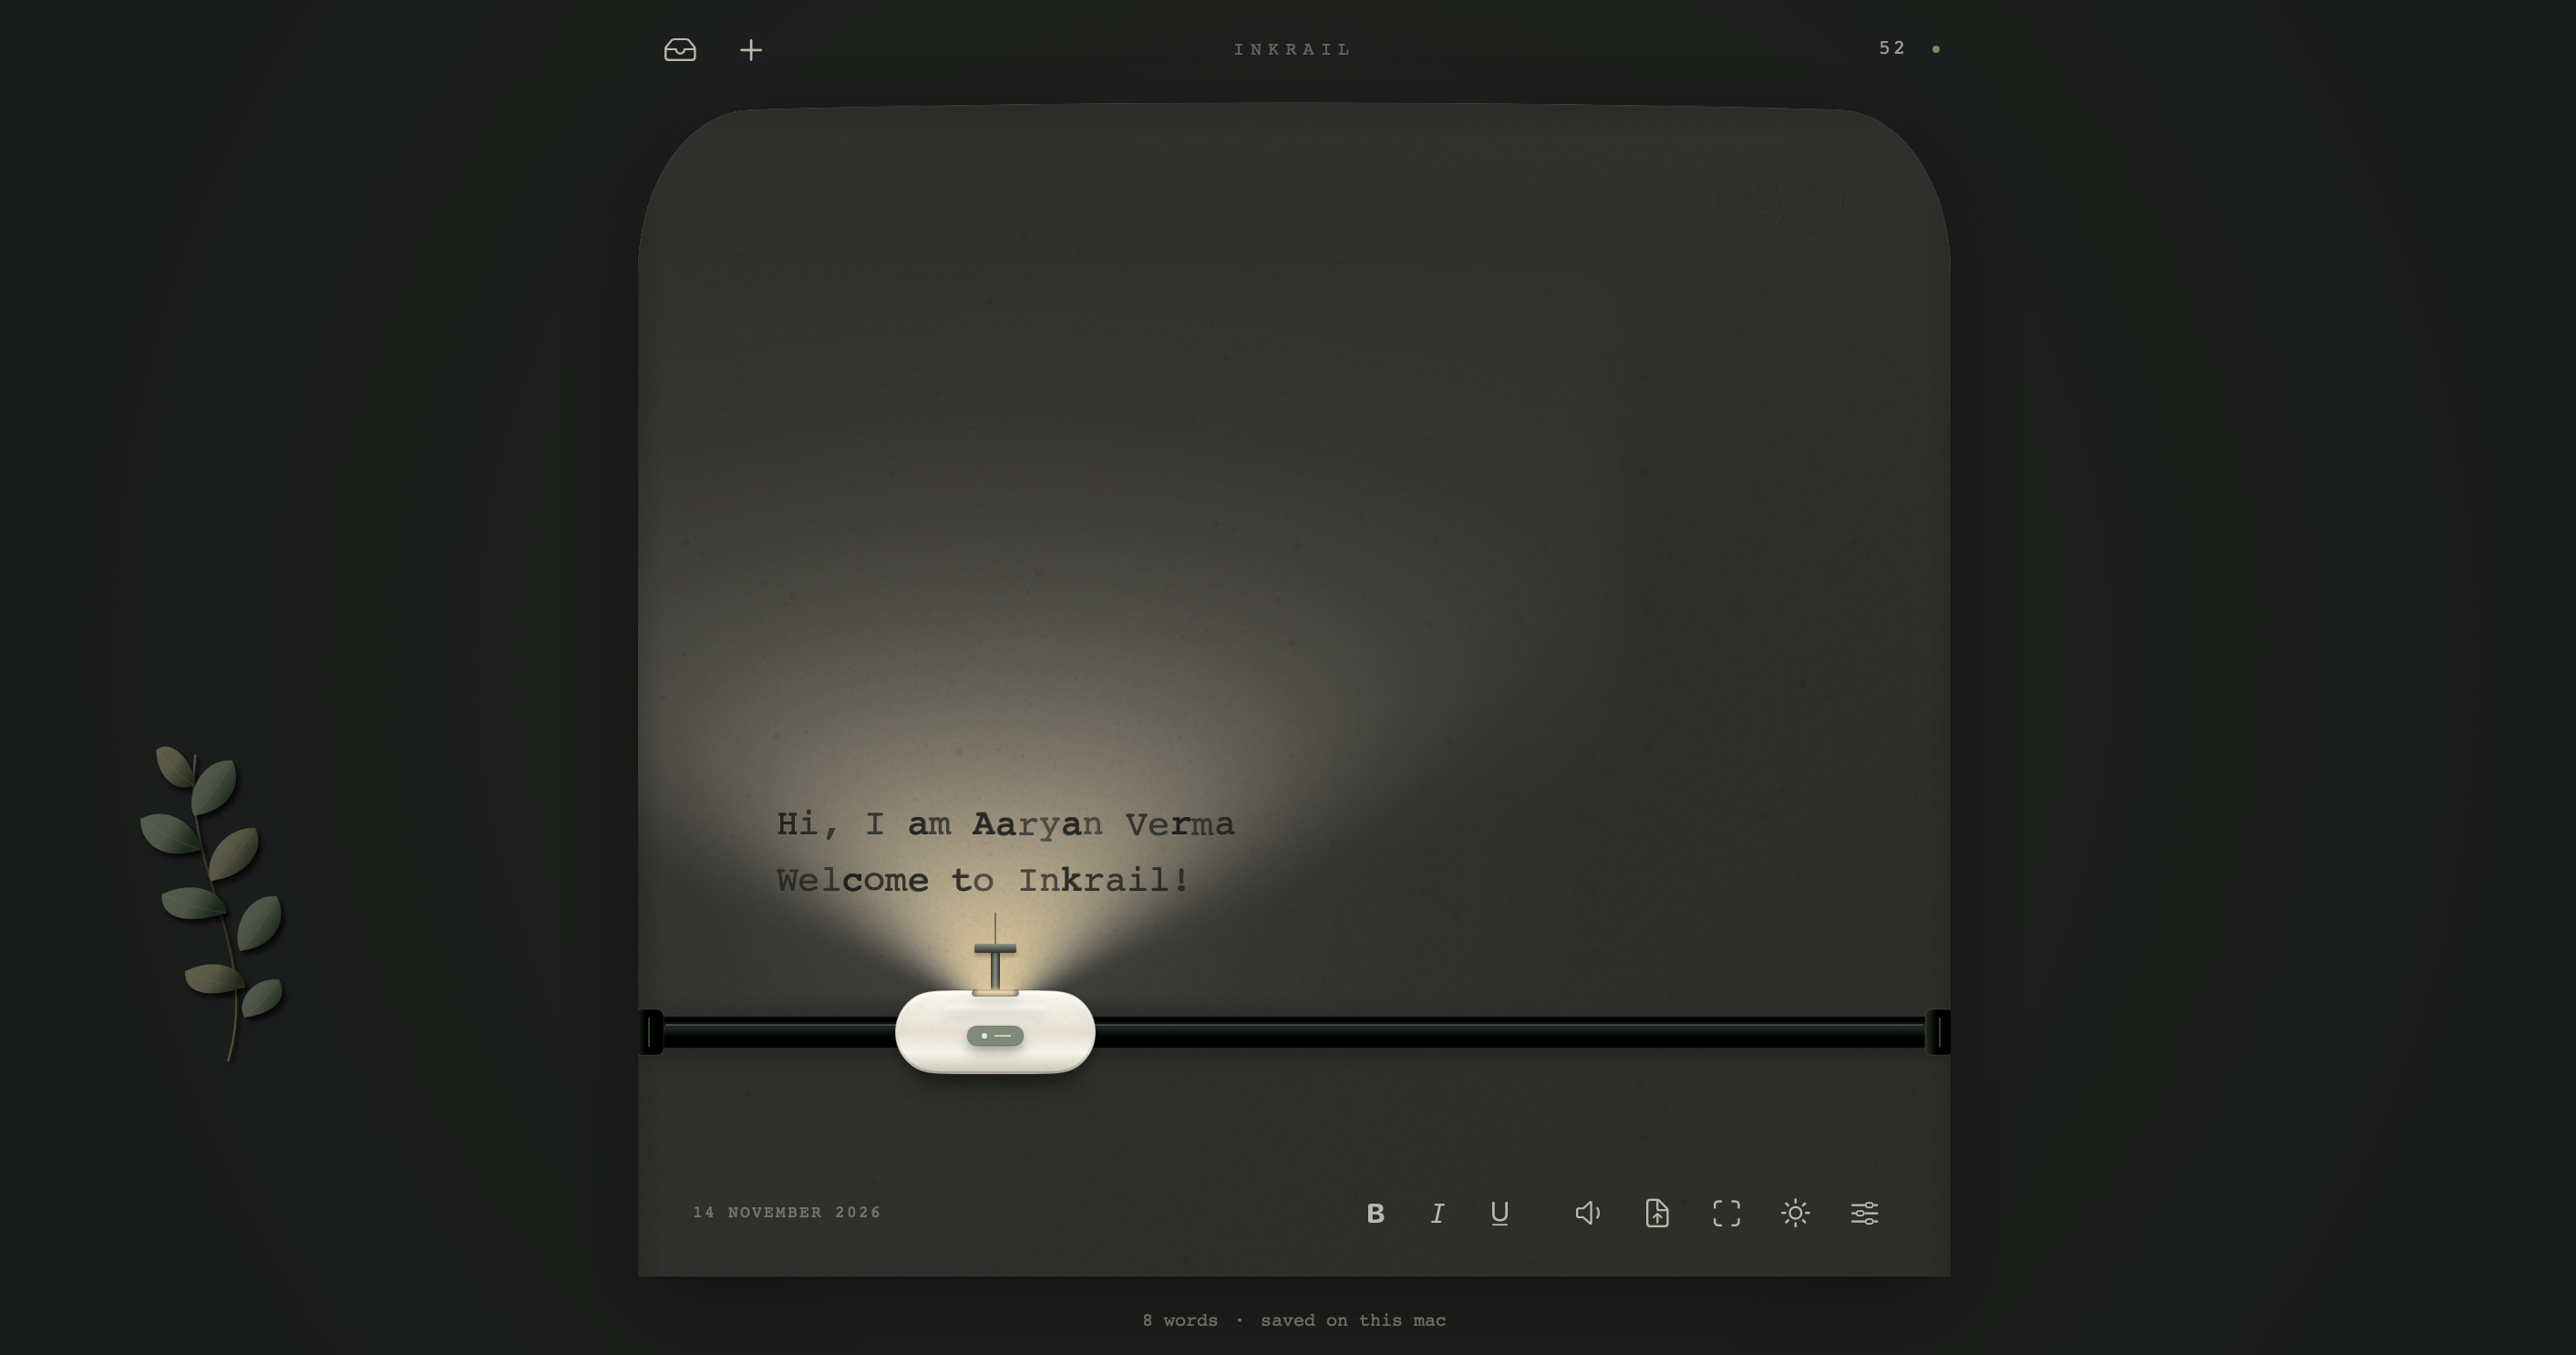 INKRAIL
52
Hi, I am Aaryan Verma
Welcome to Inkrail!
14 NOVEMBER 2026
B I U
8 words · saved on this mac